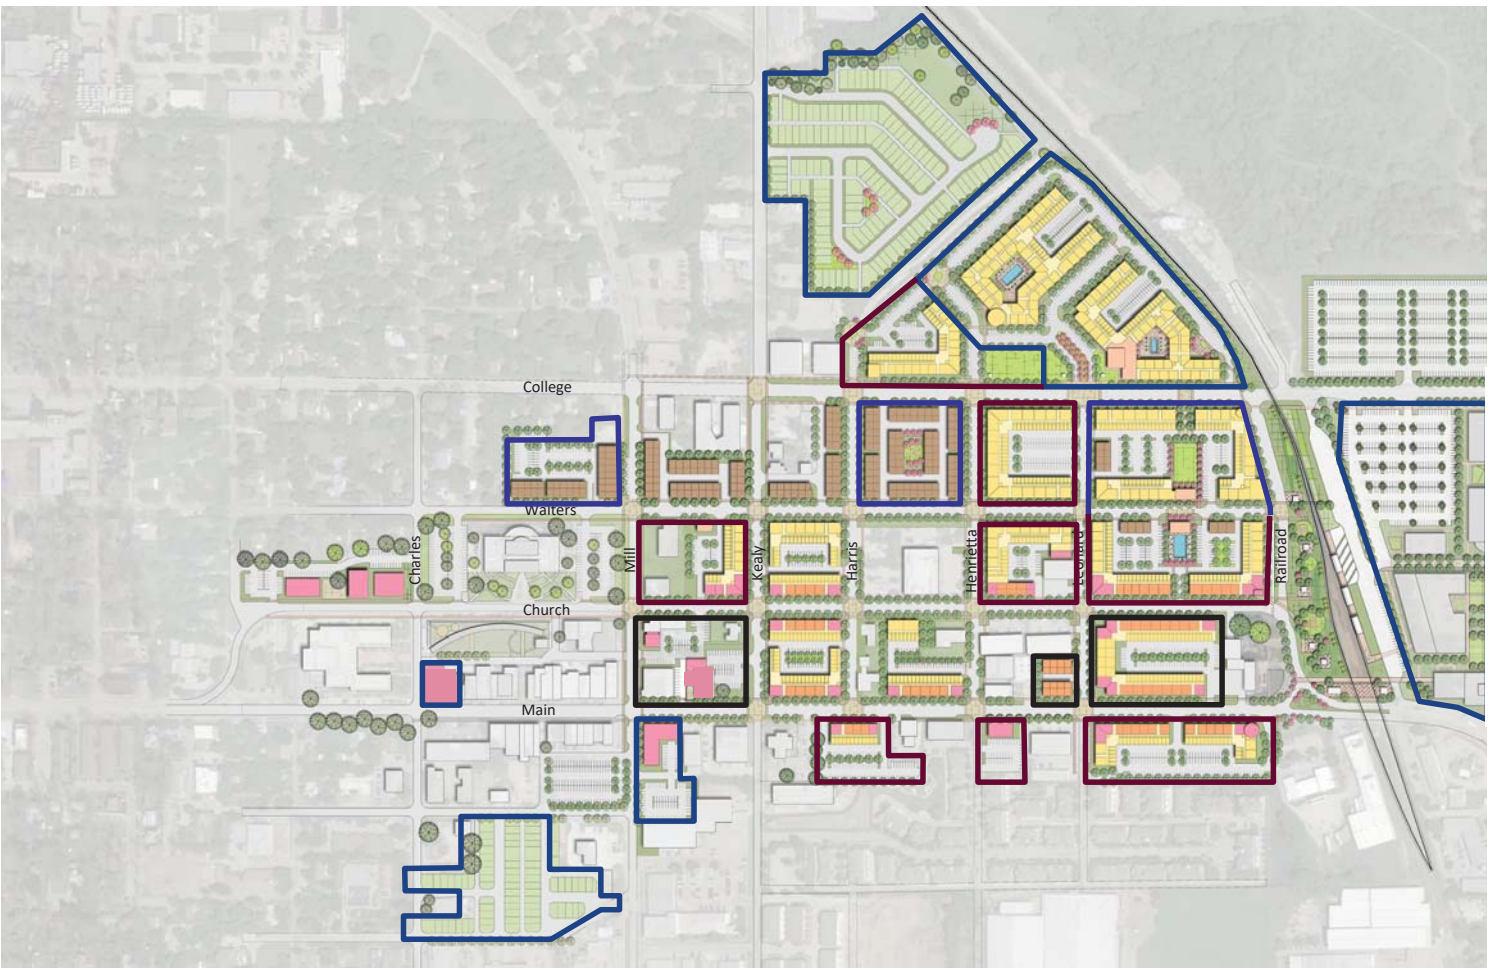 College
Walters
Charles
Mill
Kealy
Harris
Henrietta
Leonard
Railroad
Church
Main